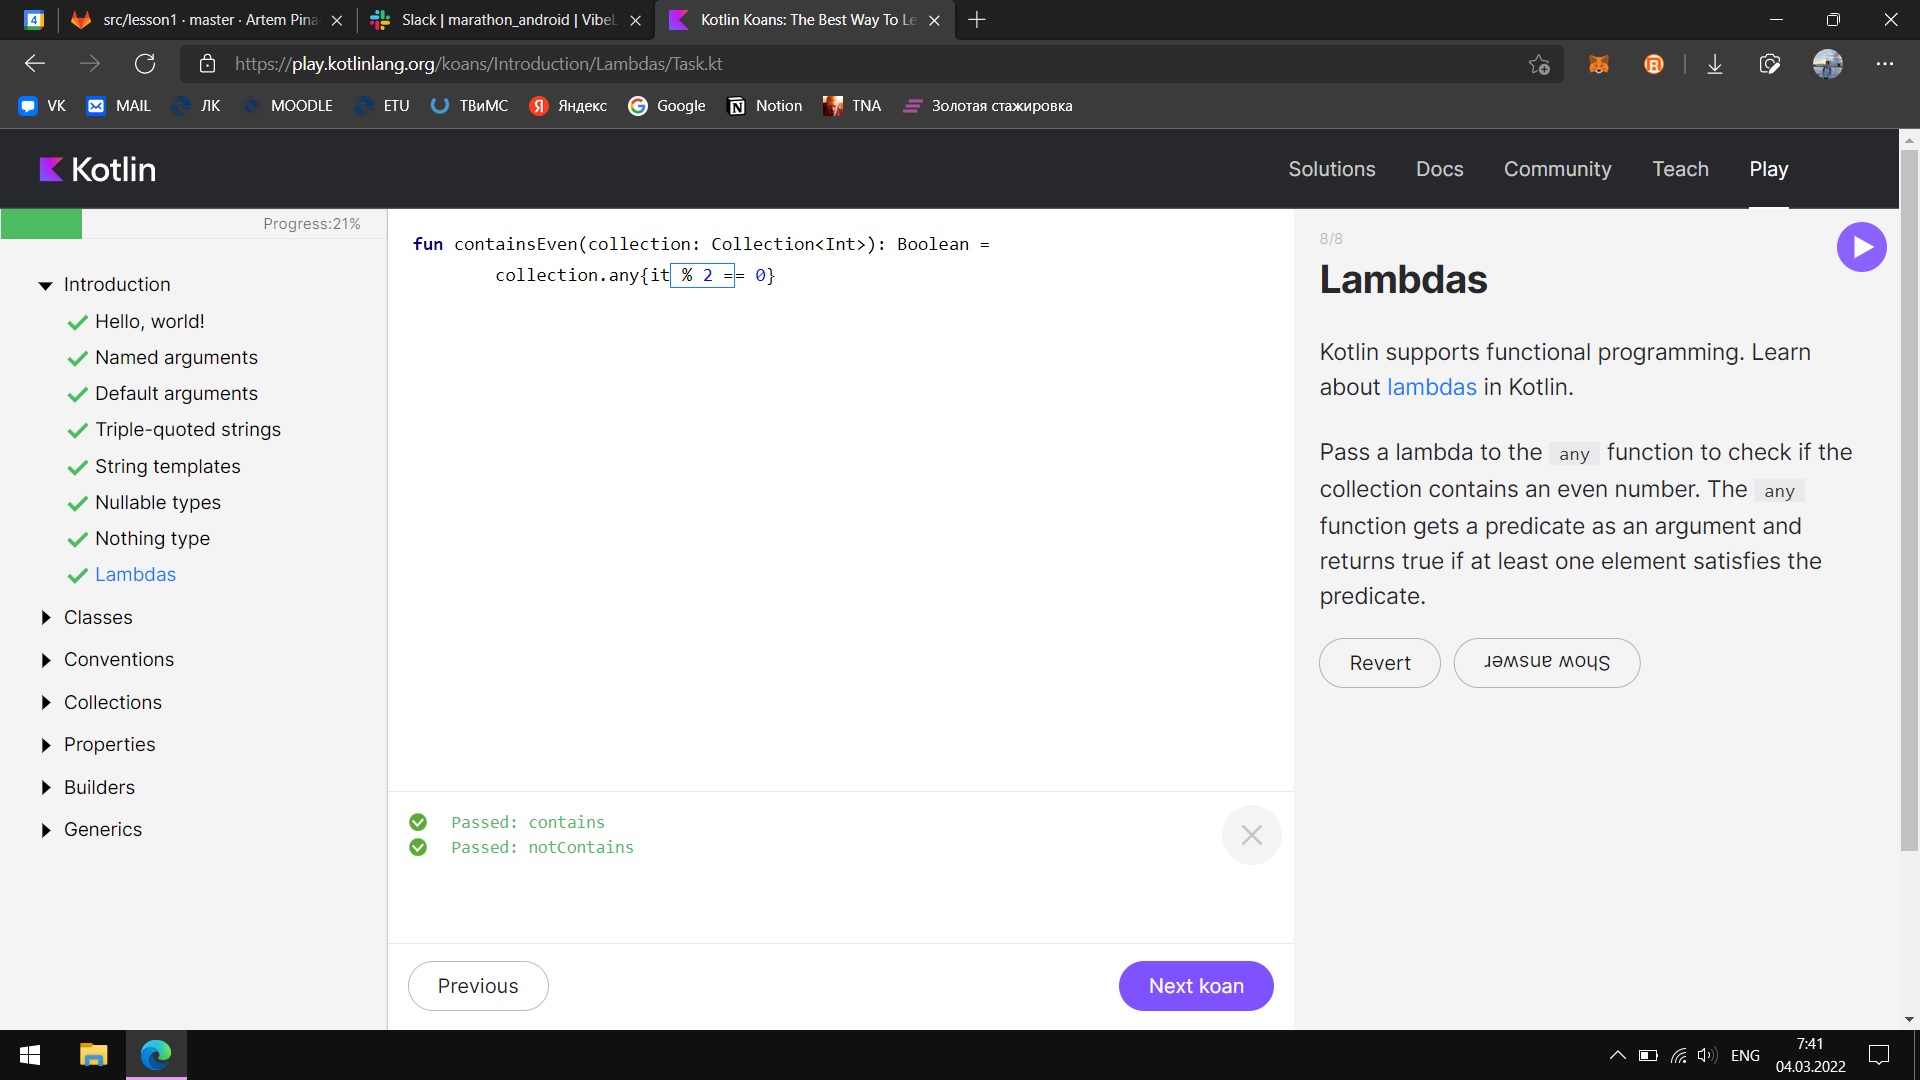 4
src/lesson1 · master · Artem Pina
Slack | marathon_android | VibeL
Kotlin Koans: The Best Way To Le
https://play.kotlinlang.org/koans/Introduction/Lambdas/Task.kt
VK
MAIL
ЛК
MOODLE
ETU
ТВиМС
Яндекс
Google
Notion
TNA
Золотая стажировка
Kotlin
Solutions
Docs
Community
Teach
Play
Progress:21%
Introduction
Hello, world!
Named arguments
Default arguments
Triple-quoted strings
String templates
Nullable types
Nothing type
Lambdas
Classes
Conventions
Collections
Properties
Builders
Generics
fun containsEven(collection: Collection<Int>): Boolean =
collection.any{it % 2 == 0}
Passed: contains
Passed: notContains
Previous
Next koan
8/8
Lambdas
Kotlin supports functional programming. Learn
about lambdas in Kotlin.
Pass a lambda to the any function to check if the
collection contains an even number. The any
function gets a predicate as an argument and
returns true if at least one element satisfies the
predicate.
Revert
Show answer
ENG
7:41
04.03.2022